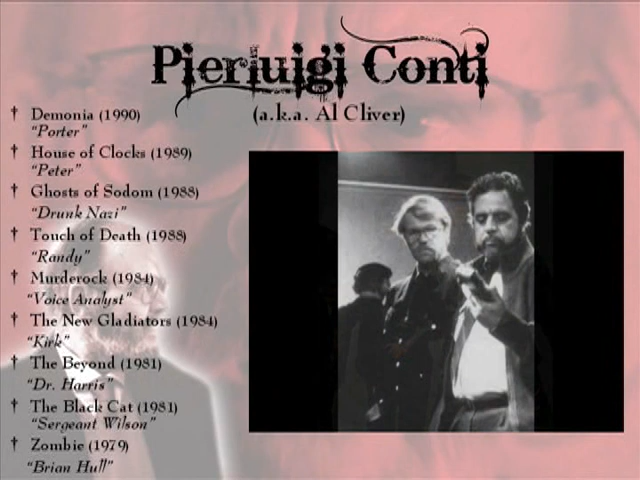 Pierluigi Conti
(a.k.a. Al Cliver)
† Demonia (1990)
"Porter"
† House of Clocks (1989)
"Peter"
† Ghosts of Sodom (1988)
"Drunk Nazi"
† Touch of Death (1988)
"Randy"
† Murderock (1984)
"Voice Analyst"
† The New Gladiators (1984)
"Kirk"
† The Beyond (1981)
"Dr. Harris"
† The Black Cat (1981)
"Sergeant Wilson"
† Zombie (1979)
"Brian Hull"